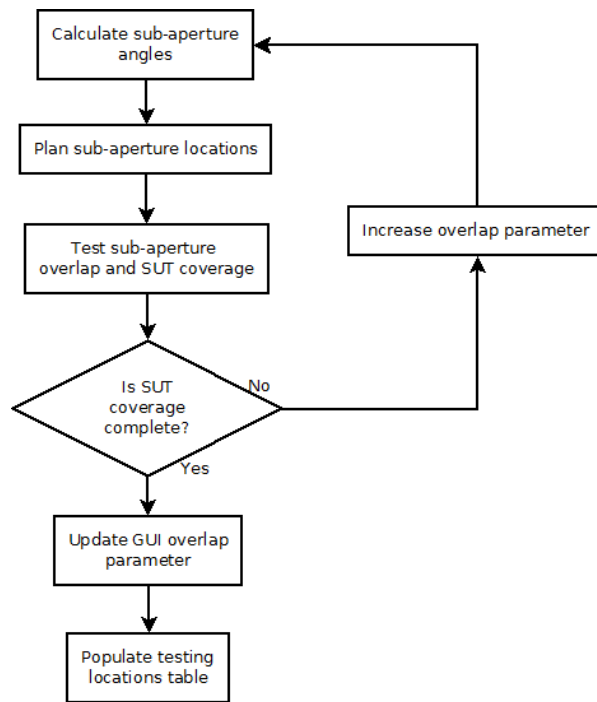 Calculate sub-aperture
angles
Plan sub-aperture locations
Test sub-aperture
overlap and SUT coverage
Increase overlap parameter
Is SUT
coverage
complete?
No
Yes
Update GUI overlap
parameter
Populate testing
locations table